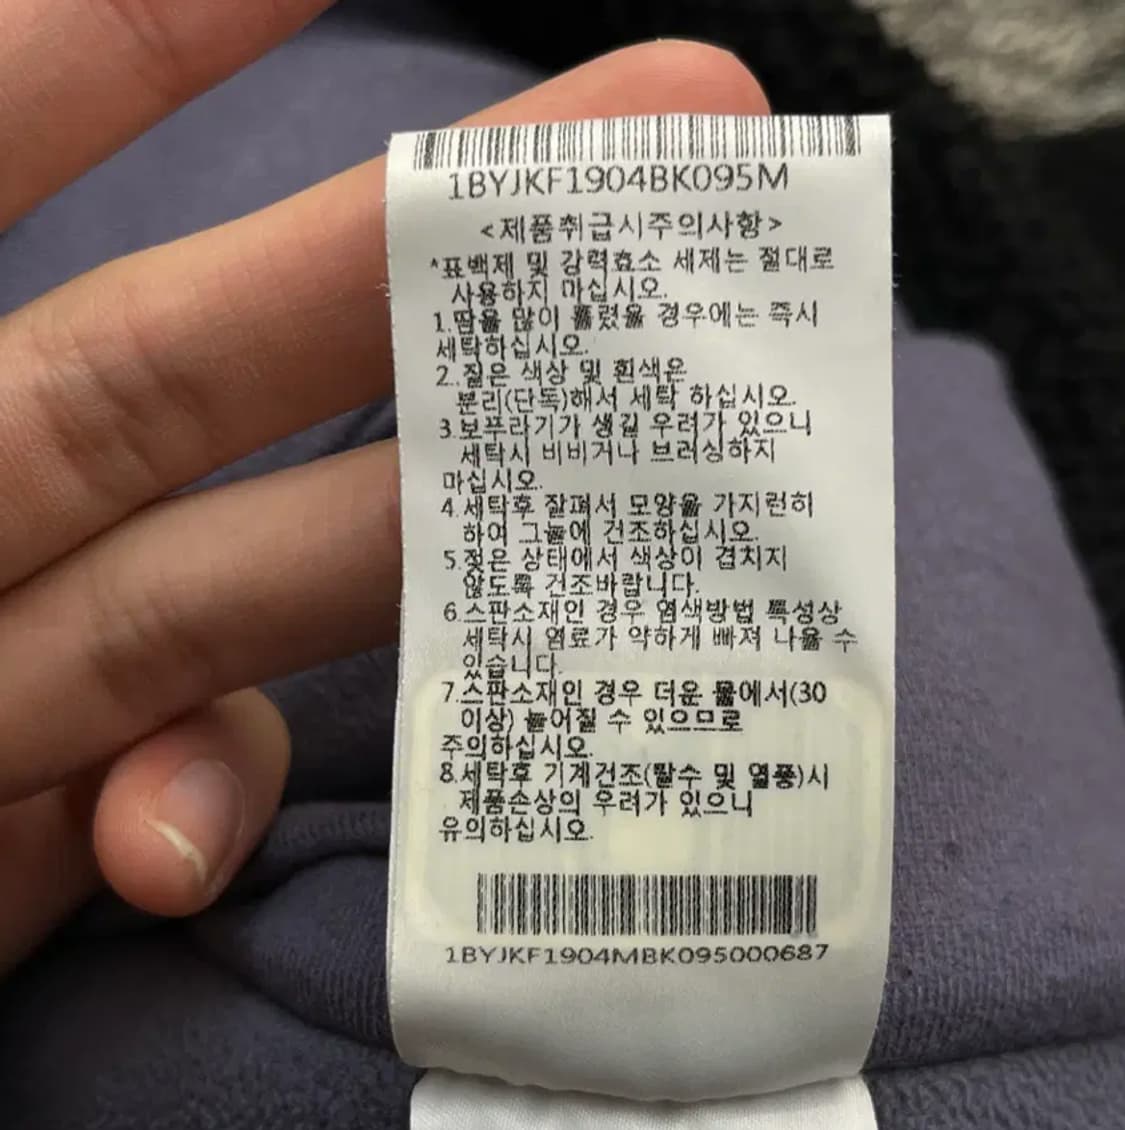 1BYJKF1904BK095M
<제품취급시주의사항>
*표백제 및 강력효소 세제는 절대로
사용하지 마십시오.
1.땀을 많이 흘렸을 경우에는 즉시
세탁하십시오.
2.짙은 색상 및 흰색은
분리(단독)해서 세탁 하십시오.
3.보푸라기가 생길 우려가 있으니
세탁시 비비거나 브러싱하지
마십시오.
4.세탁후 잘펴서 모양을 가지런히
하여 그늘에 건조하십시오.
5.젖은 상태에서 색상이 겹치지
않도록 건조바랍니다.
6.스판소재인 경우 염색방법 특성상
세탁시 염료가 약하게 빠져 나올 수
있습니다.
7.스판소재인 경우 더운 물에서(30
이상) 늘어질 수 있으므로
주의하십시오.
8.세탁후 기계건조(탈수 및 열풍)시
제품손상의 우려가 있으니
유의하십시오.
1BYJKF1904MBK095000687